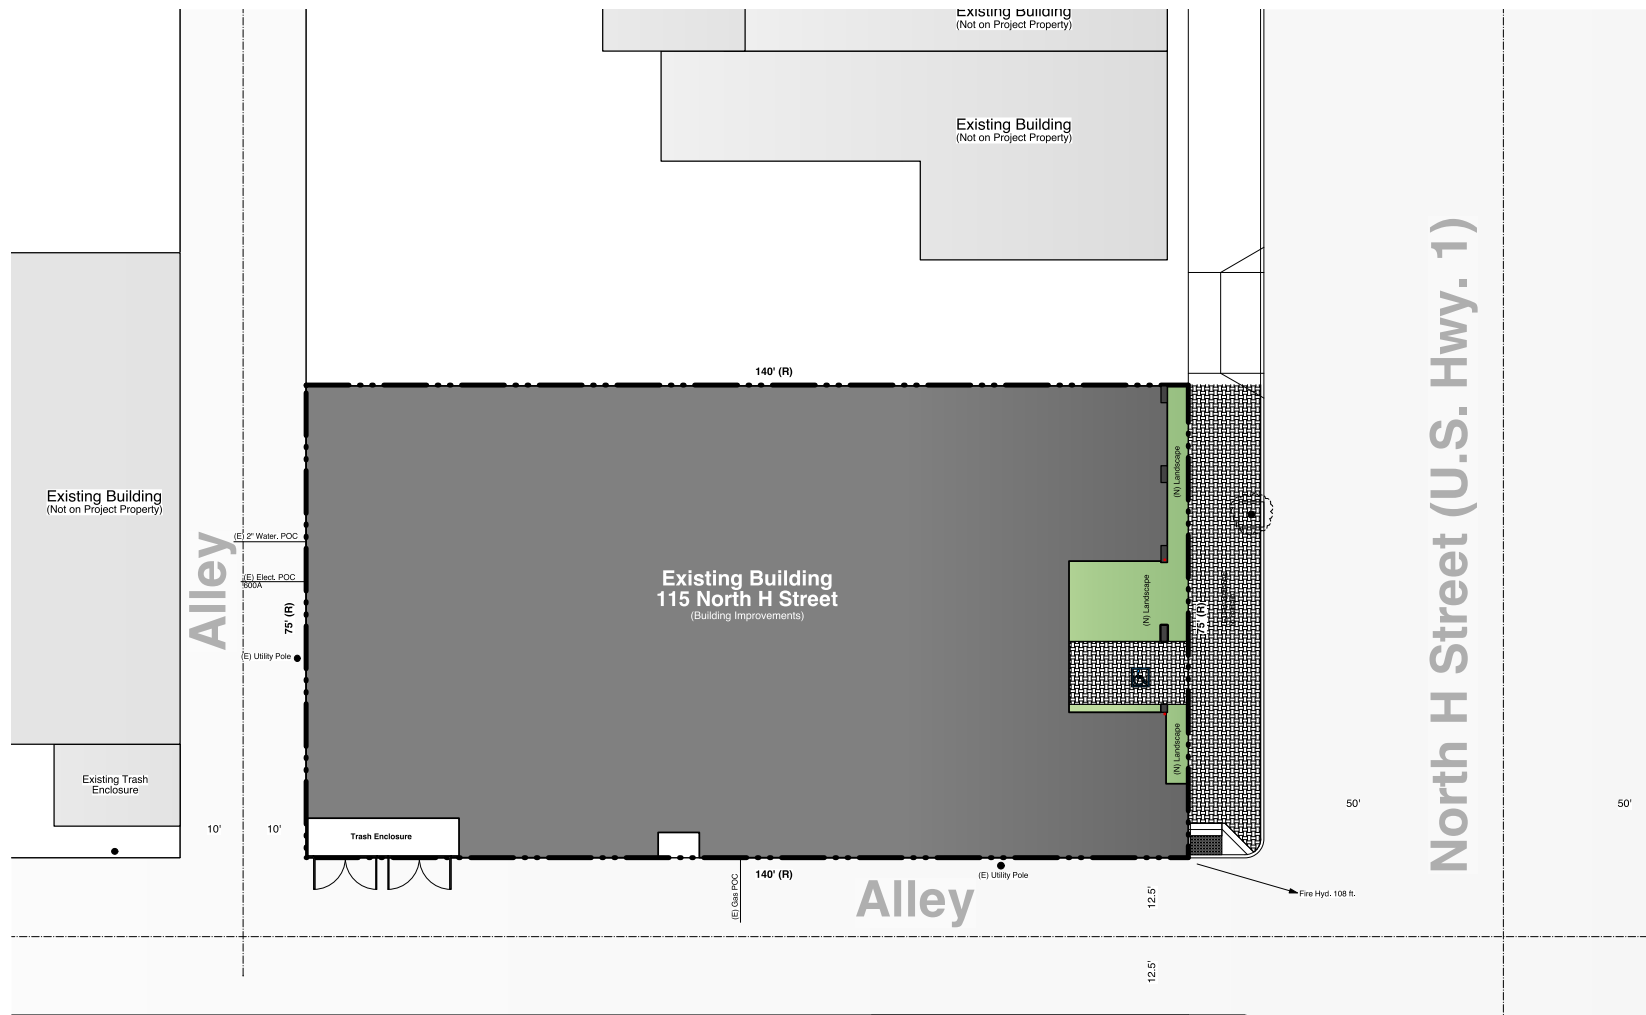 Existing Building
(Not on Project Property)
Existing Building
(Not on Project Property)
North H Street (U.S. Hwy. 1)
140' (R)
(N) Landscape
Existing Building
(Not on Project Property)
Alley
(E) 2" Water. POC
(E) Elect. POC
600A
75' (R)
(E) Utility Pole
Existing Building
115 North H Street
(Building Improvements)
(N) Landscape
75' (R)
(N) Landscape
Existing Trash
Enclosure
10'
10'
Trash Enclosure
50'
50'
140' (R)
(E) Gas POC
Alley
(E) Utility Pole
12.5'
Fire Hyd. 108 ft.
12.5'